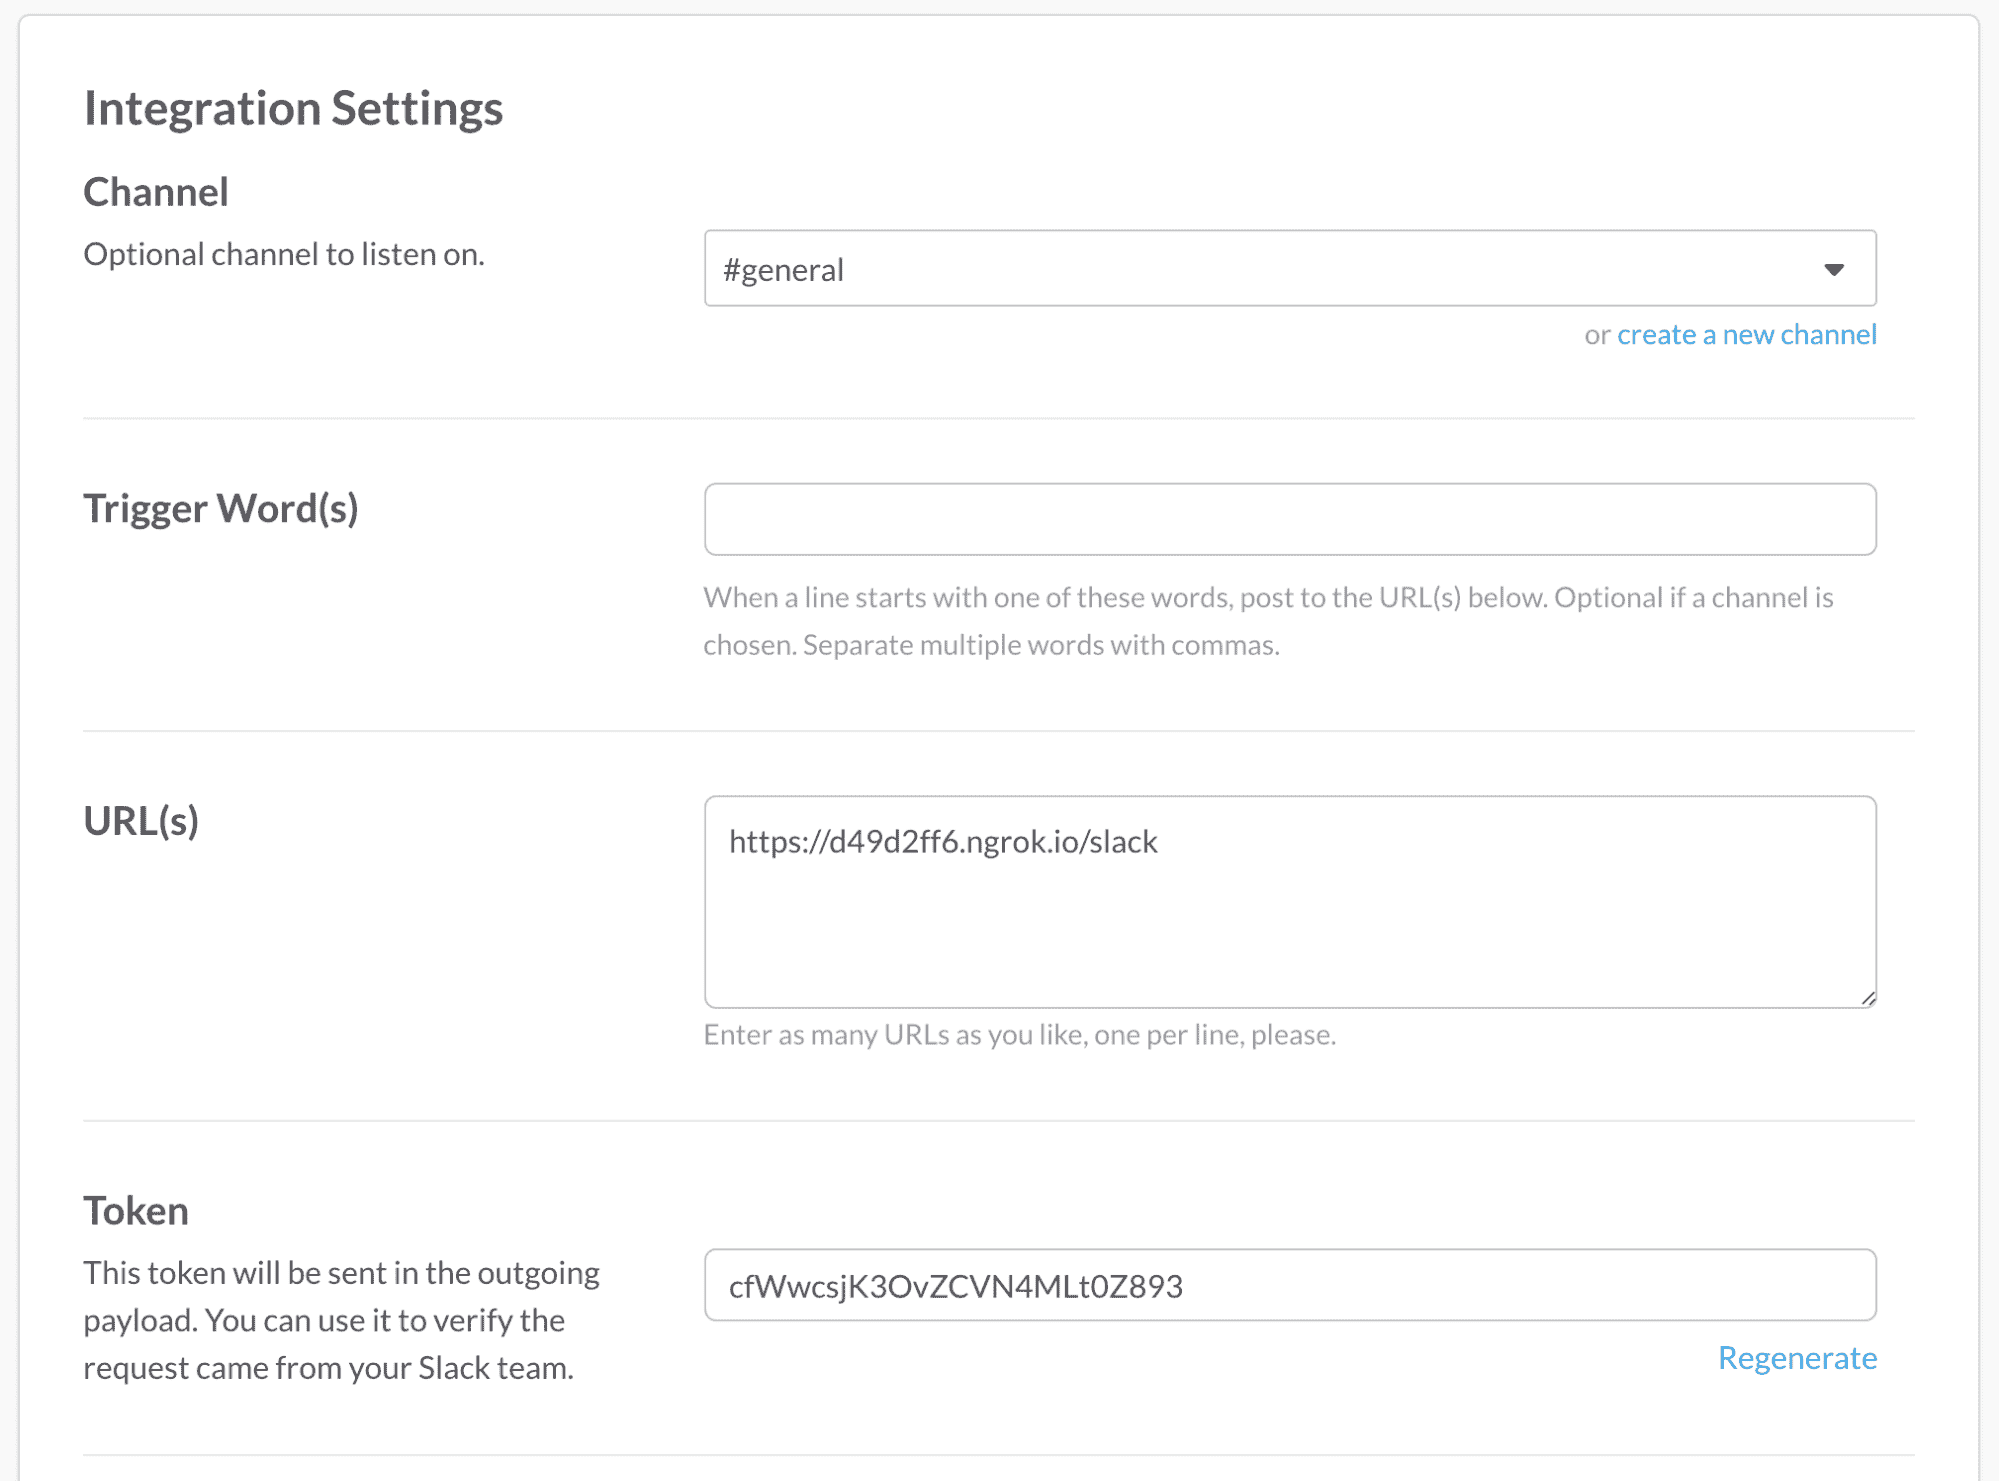 Integration Settings
Channel
Optional channel to listen on.
#general
or create a new channel
Trigger Word(s)
When a line starts with one of these words, post to the URL(s) below. Optional if a channel is
chosen. Separate multiple words with commas.
URL(s)
https://d49d2ff6.ngrok.io/slack
Enter as many URLs as you like, one per line, please.
Token
This token will be sent in the outgoing
payload. You can use it to verify the
request came from your Slack team.
cfWwcsjK3OvZCVN4MLt0Z893
Regenerate